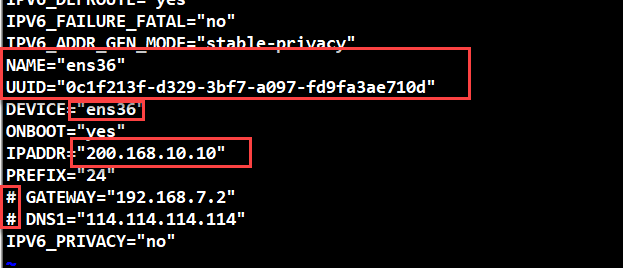 IPV6_DEFROUTE="yes"
IPV6_FAILURE_FATAL="no"
IPV6_ADDR_GEN_MODE="stable-privacy"
NAME="ens36"
UUID="0c1f213f-d329-3bf7-a097-fd9fa3ae710d"
DEVICE="ens36"
ONBOOT="yes"
IPADDR="200.168.10.10"
PREFIX="24"
# GATEWAY="192.168.7.2"
# DNS1="114.114.114.114"
IPV6_PRIVACY="no"
~